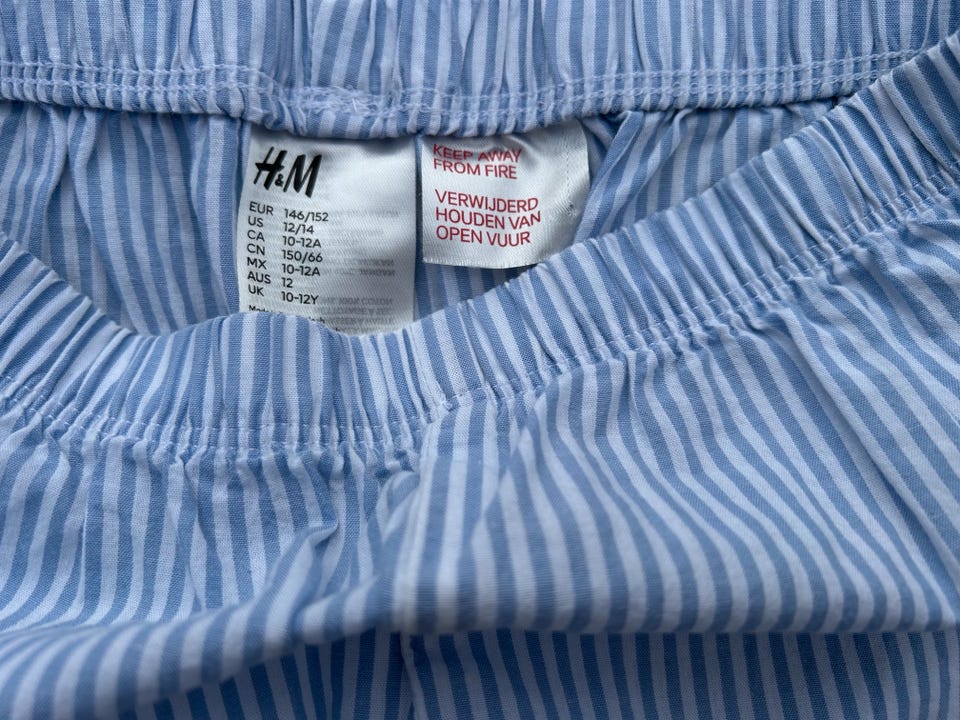 H&M
EUR 146/152
US 12/14
CA 10-12A
CN 150/66
MX 10-12A
AUS 12
UK 10-12Y
KEEP AWAY
FROM FIRE
VERWIJDERD
HOUDEN VAN
OPEN VUUR